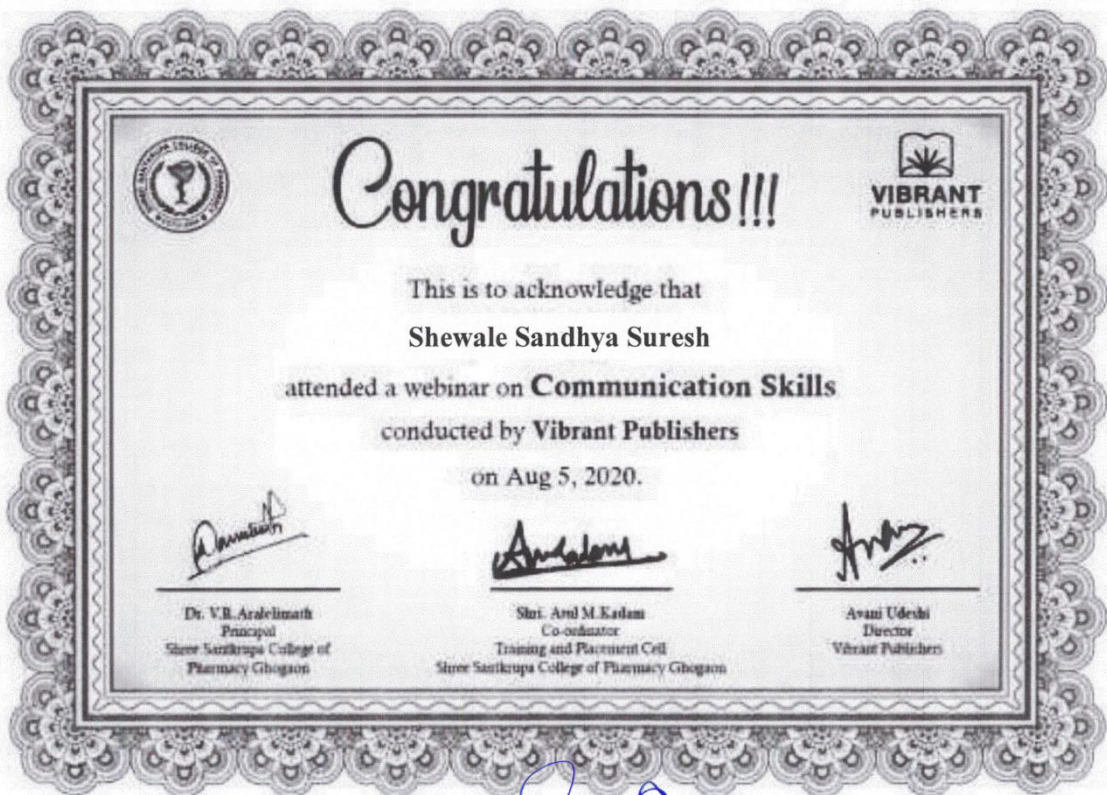 Congratulations!!!
VIBRANT
PUBLISHERS
This is to acknowledge that
Shewale Sandhya Suresh
attended a webinar on Communication Skills
conducted by Vibrant Publishers
on Aug 5, 2020.
Dr. V.R.Aralelimath
Principal
Shree Santkrupa College of
Pharmacy Ghogaon
Shri. Amol M.Kadam
Co-ordinator
Training and Placement Cell
Shree Santkrupa College of Pharmacy Ghogaon
Avani Udeshi
Director
Vibrant Publishers